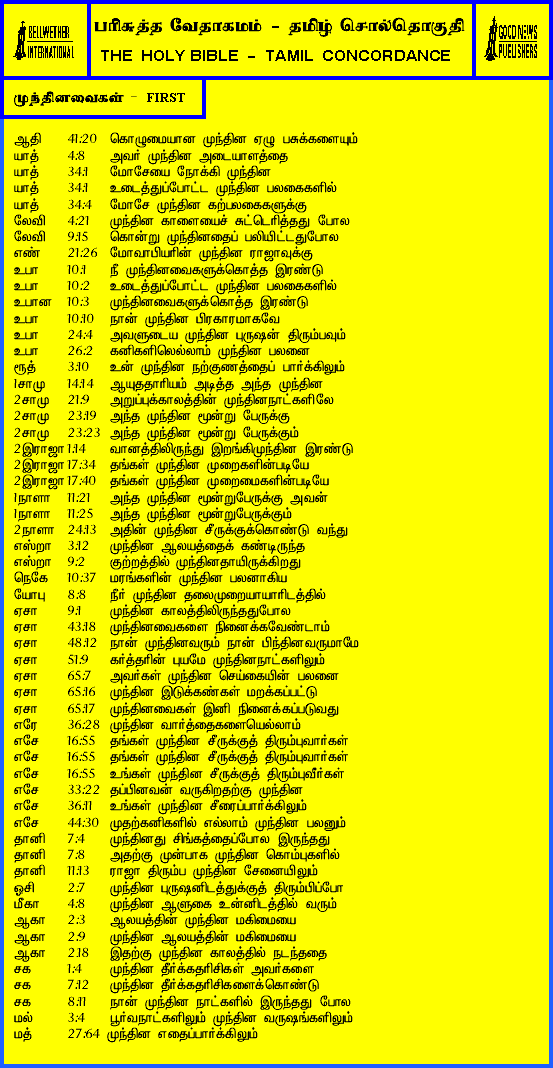 BELLWETHER
INTERNATIONAL
பரிசுத்த வேதாகமம் - தமிழ் சொல்தொகுதி
THE HOLY BIBLE - TAMIL CONCORDANCE
GOOD NEWS
PUBLISHERS
முந்தினவைகள் - FIRST
ஆதி 41:20 கொழுமையான முந்தின ஏழு பசுக்களையும்
யாத் 4:8 அவர் முந்தின அடையாளத்தை
யாத் 34:1 மோசேயை நோக்கி முந்தின
யாத் 34:1 உடைத்துப்போட்ட முந்தின பலகைகளில்
யாத் 34:4 மோசே முந்தின கற்பலகைகளுக்கு
லேவி 4:21 முந்தின காளையைச் சுட்டெரித்தது போல
லேவி 9:15 கொன்று முந்தினதைப் பலியிட்டதுபோல
எண் 21:26 மோவாபியரின் முந்தின ராஜாவுக்கு
உபா 10:1 நீ முந்தினவைகளுக்கொத்த இரண்டு
உபா 10:2 உடைத்துப்போட்ட முந்தின பலகைகளில்
உபான 10:3 முந்தினவைகளுக்கொத்த இரண்டு
உபா 10:10 நான் முந்தின பிரகாரமாகவே
உபா 24:4 அவளுடைய முந்தின புருஷன் திரும்பவும்
உபா 26:2 கனிகளிலெல்லாம் முந்தின பலனை
ரூத் 3:10 உன் முந்தின நற்குணத்தைப் பார்க்கிலும்
1சாமு 14:14 ஆயுததாரியம் அடித்த அந்த முந்தின
2சாமு 21:9 அறுப்புக்காலத்தின் முந்தினநாட்களிலே
2சாமு 23:19 அந்த முந்தின மூன்று பேருக்கு
2சாமு 23:23 அந்த முந்தின மூன்று பேருக்கும்
2இராஜா 1:14 வானத்திலிருந்து இறங்கிமுந்தின இரண்டு
2இராஜா 17:34 தங்கள் முந்தின முறைகளின்படியே
2இராஜா 17:40 தங்கள் முந்தின முறைமைகளின்படியே
1நாளா 11:21 அந்த முந்தின மூன்றுபேருக்கு அவன்
1நாளா 11:25 அந்த முந்தின மூன்றுபேருக்கும்
2நாளா 24:13 அதின் முந்தின சீருக்குக்கொண்டு வந்து
எஸ்றா 3:12 முந்தின ஆலயத்தைக் கண்டிருந்த
எஸ்றா 9:2 குற்றத்தில் முந்தினதாயிருக்கிறது
நெகே 10:37 மரங்களின் முந்தின பலனாகிய
யோபு 8:8 நீர் முந்தின தலைமுறையாயாரிடத்தில்
ஏசா 9:1 முந்தின காலத்திலிருந்ததுபோல
ஏசா 43:18 முந்தினவைகளை நினைக்கவேண்டாம்
ஏசா 48:12 நான் முந்தினவரும் நான் பிந்தினவருமாமே
ஏசா 51:9 கர்த்தரின் புயமே முந்தினநாட்களிலும்
ஏசா 65:7 அவர்கள் முந்தின செய்கையின் பலனை
ஏசா 65:16 முந்தின இடுக்கண்கள் மறக்கப்பட்டு
ஏசா 65:17 முந்தினவைகள் இனி நினைக்கப்படுவது
எரே 36:28 முந்தின வார்த்தைகளையெல்லாம்
எசே 16:55 தங்கள் முந்தின சீருக்குத் திரும்புவார்கள்
எசே 16:55 தங்கள் முந்தின சீருக்குத் திரும்புவார்கள்
எசே 16:55 உங்கள் முந்தின சீருக்குத் திரும்புவீர்கள்
எசே 33:22 தப்பினவன் வருகிறதற்கு முந்தின
எசே 36:11 உங்கள் முந்தின சீரைப்பார்க்கிலும்
எசே 44:30 முதற்கனிகளில் எல்லாம் முந்தின பலனும்
தானி 7:4 முந்தினது சிங்கத்தைப்போல இருந்தது
தானி 7:8 அதற்கு முன்பாக முந்தின கொம்புகளில்
தானி 11:13 ராஜா திரும்ப முந்தின சேனையிலும்
ஓசி 2:7 முந்தின புருஷனிடத்துக்குத் திரும்பிப்போ
மீகா 4:8 முந்தின ஆளுகை உன்னிடத்தில் வரும்
ஆகா 2:3 ஆலயத்தின் முந்தின மகிமையை
ஆகா 2:9 முந்தின ஆலயத்தின் மகிமையை
ஆகா 2:18 இதற்கு முந்தின காலத்தில் நடந்ததை
சக 1:4 முந்தின தீர்க்கதரிசிகள் அவர்களை
சக 7:12 முந்தின தீர்க்கதரிசிகளைக்கொண்டு
சக 8:11 நான் முந்தின நாட்களில் இருந்தது போல
மல் 3:4 பூர்வநாட்களிலும் முந்தின வருஷங்களிலும்
மத் 27:64 முந்தின எதைப்பார்க்கிலும்